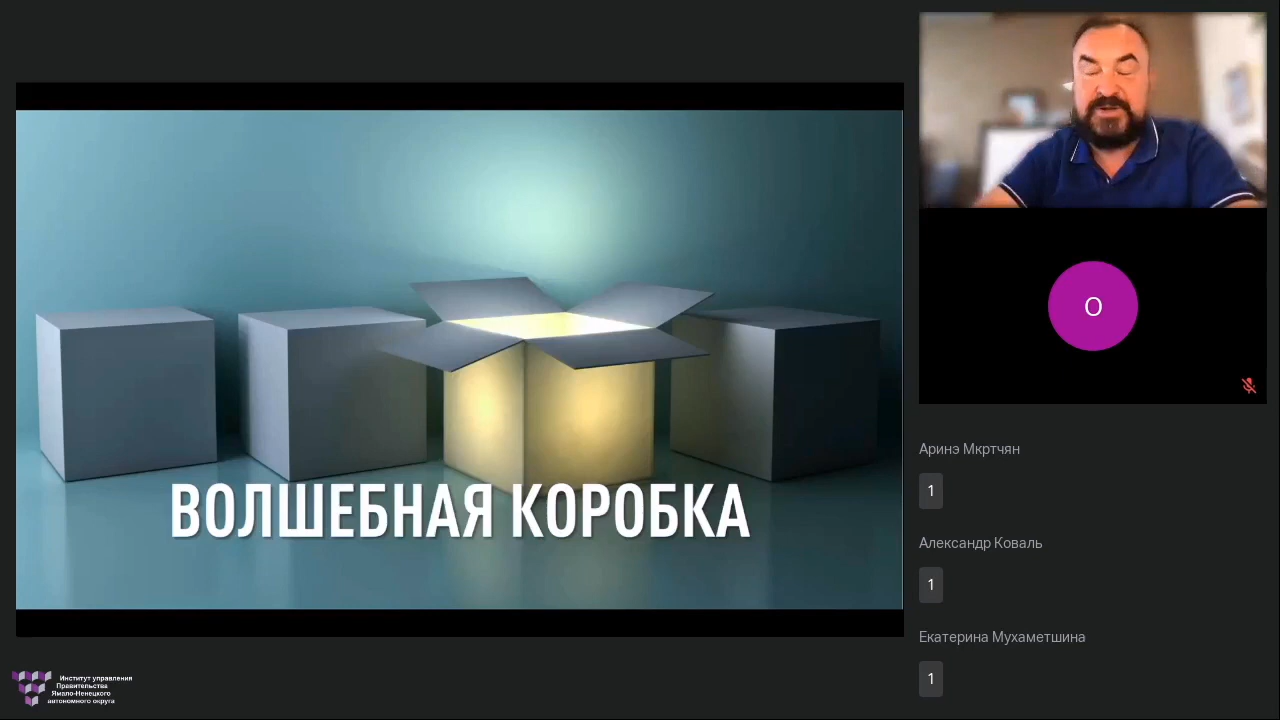 ВОЛШЕБНАЯ КОРОБКА
О
Аринэ Мкртчян
1
Александр Коваль
1
Екатерина Мухаметшина
1
Институт управления
Правительства
Ямало-Ненецкого
автономного округа